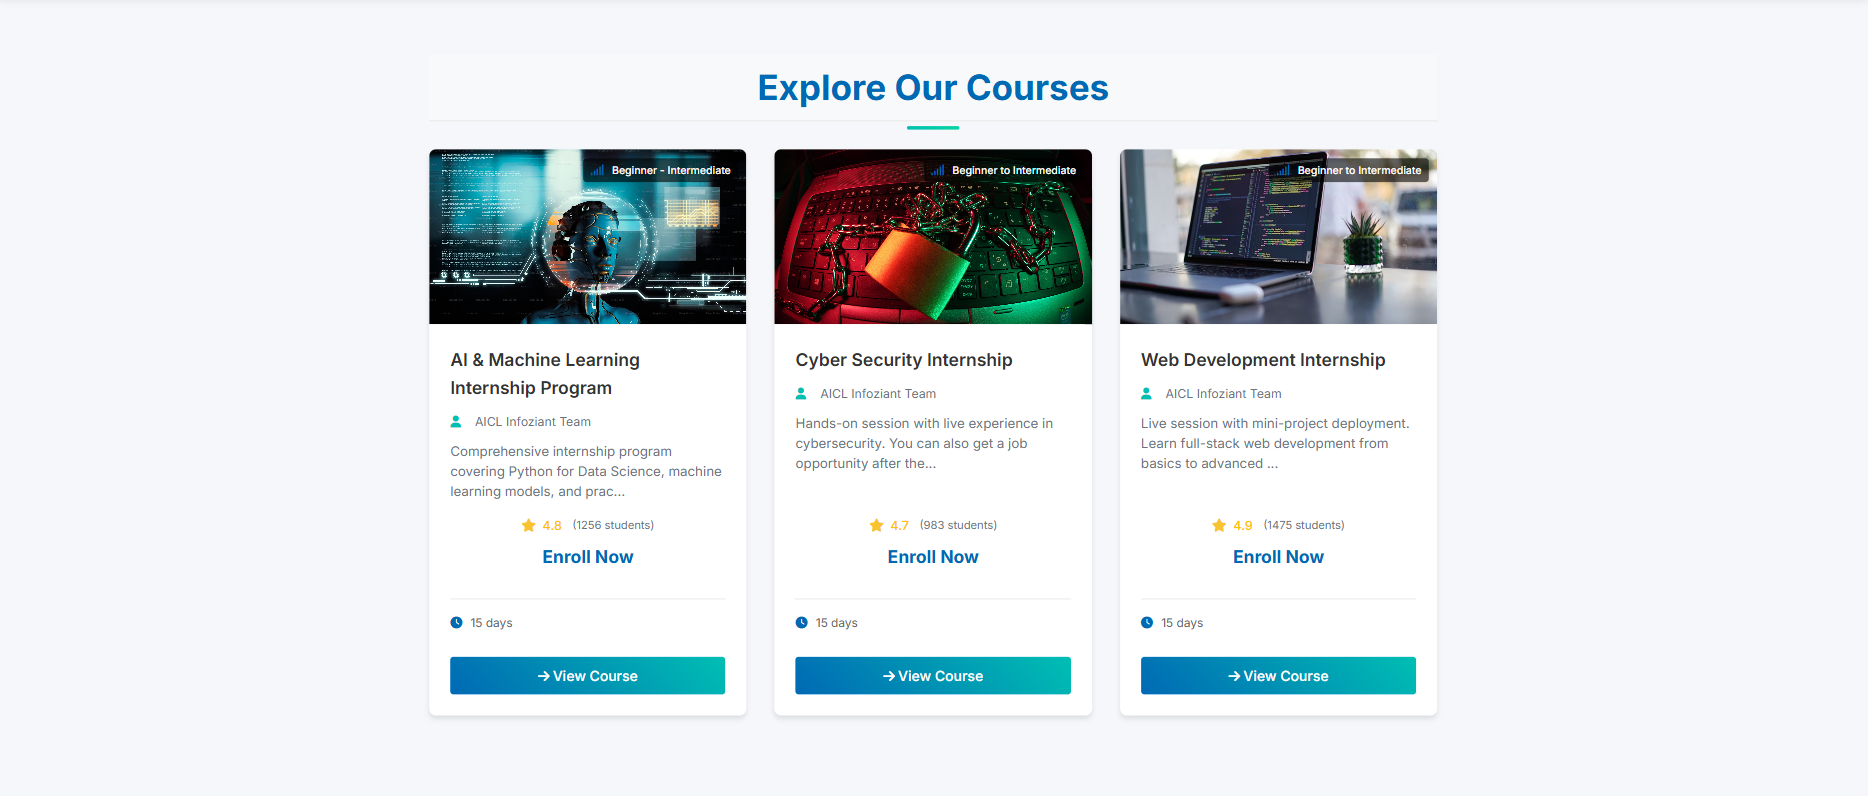 Explore Our Courses
Beginner - Intermediate
AI & Machine Learning
Internship Program
AICL Infoziant Team
Comprehensive internship program
covering Python for Data Science, machine
learning models, and prac...
4.8 (1256 students)
Enroll Now
15 days
View Course
Beginner to Intermediate
Cyber Security Internship
AICL Infoziant Team
Hands-on session with live experience in
cybersecurity. You can also get a job
opportunity after the...
4.7 (983 students)
Enroll Now
15 days
View Course
Beginner to Intermediate
Web Development Internship
AICL Infoziant Team
Live session with mini-project deployment.
Learn full-stack web development from
basics to advanced ...
4.9 (1475 students)
Enroll Now
15 days
View Course